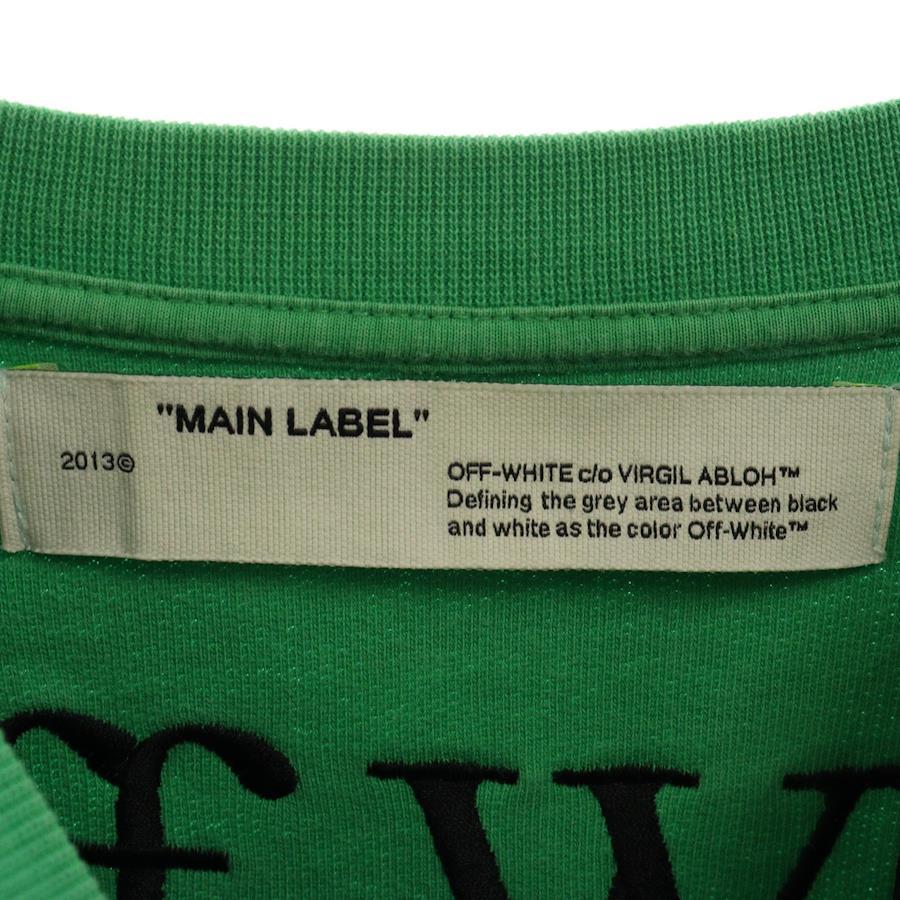 "MAIN LABEL"
2013©
OFF-WHITE c/o VIRGIL ABLOH™
Defining the grey area between black
and white as the color Off-White™
ff W